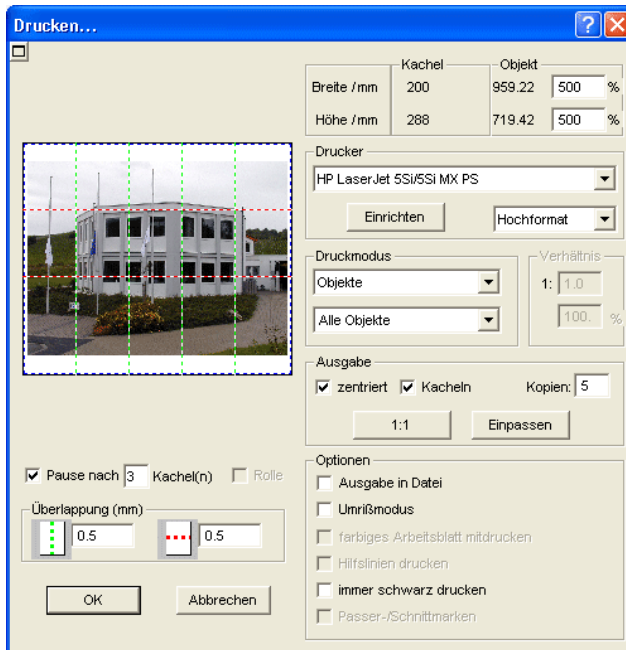 Drucken...
Kachel Objekt
Breite /mm 200 959.22 500 %
Höhe /mm 288 719.42 500 %
Drucker
HP LaserJet 5Si/5Si MX PS
Einrichten Hochformat
Druckmodus Verhältnis
Objekte 1: 1.0
Alle Objekte 100. %
Ausgabe
zentriert Kacheln Kopien: 5
1:1 Einpassen
Pause nach 3 Kachel(n) Rolle
Überlappung (mm)
0.5 0.5
OK Abbrechen
Optionen
Ausgabe in Datei
Umrißmodus
farbiges Arbeitsblatt mitdrucken
Hilfslinien drucken
immer schwarz drucken
Passer-/Schnittmarken